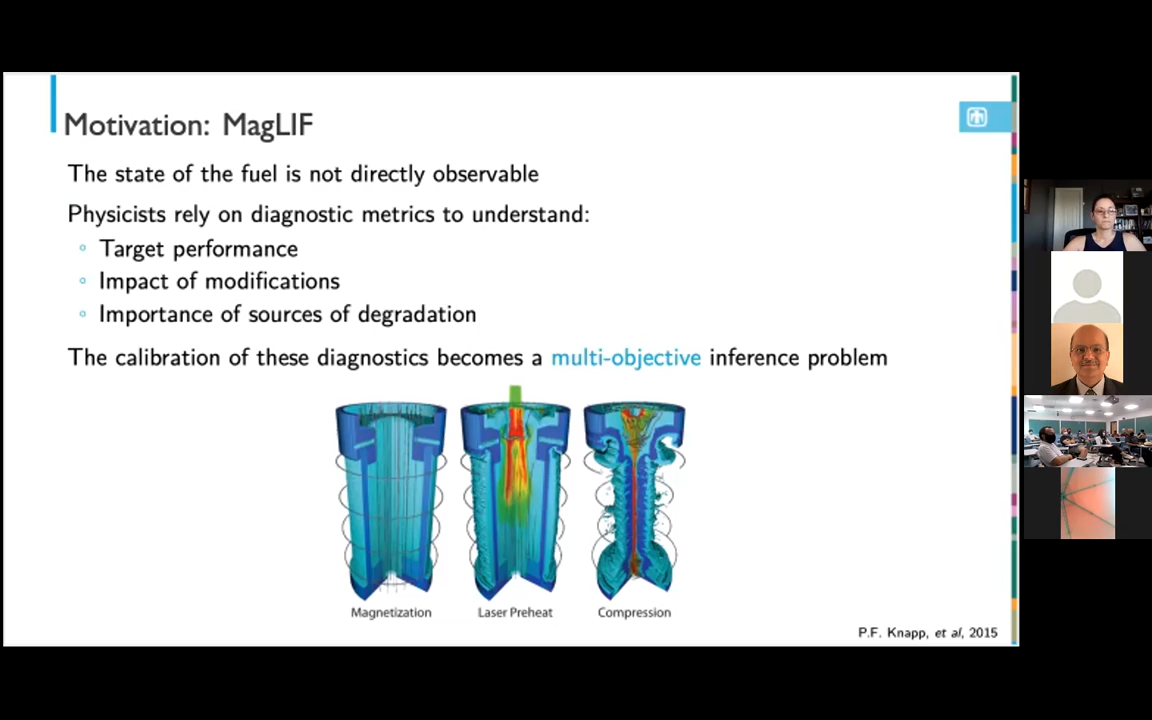 Motivation: MagLIF
The state of the fuel is not directly observable
Physicists rely on diagnostic metrics to understand:
Target performance
Impact of modifications
Importance of sources of degradation
The calibration of these diagnostics becomes a multi-objective inference problem
Magnetization
Laser Preheat
Compression
P.F. Knapp, et al, 2015